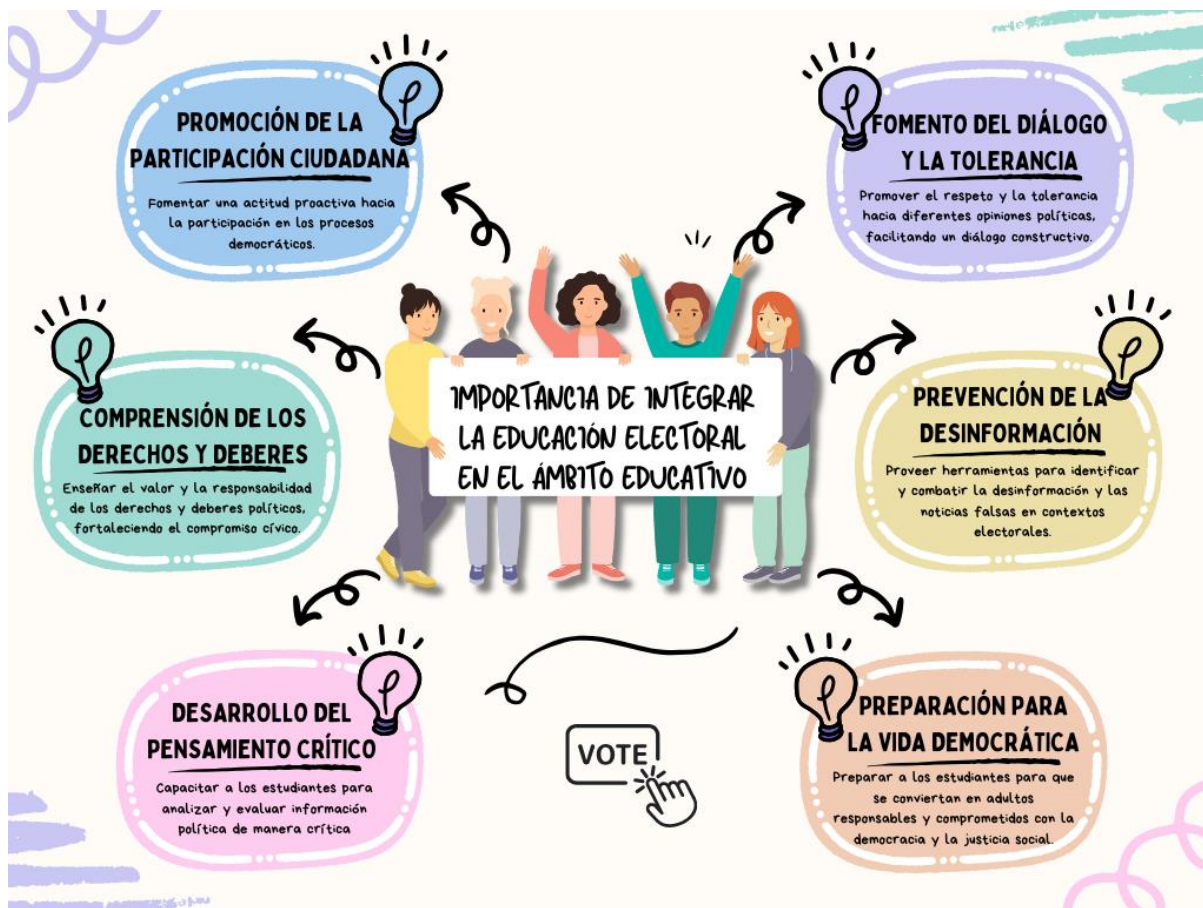 IMPORTANCIA DE INTEGRAR
LA EDUCACIÓN ELECTORAL
EN EL ÁMBITO EDUCATIVO
PROMOCIÓN DE LA
PARTICIPACIÓN CIUDADANA
Fomentar una actitud proactiva hacia
la participación en los procesos
democráticos.
COMPRENSIÓN DE LOS
DERECHOS Y DEBERES
Enseñar el valor y la responsabilidad
de los derechos y deberes políticos,
fortaleciendo el compromiso cívico.
DESARROLLO DEL
PENSAMIENTO CRÍTICO
Capacitar a los estudiantes para
analizar y evaluar información
política de manera crítica
FOMENTO DEL DIÁLOGO
Y LA TOLERANCIA
Promover el respeto y la tolerancia
hacia diferentes opiniones políticas,
facilitando un diálogo constructivo.
PREVENCIÓN DE LA
DESINFORMACIÓN
Proveer herramientas para identificar
y combatir la desinformación y las
noticias falsas en contextos
electorales.
PREPARACIÓN PARA
LA VIDA DEMOCRÁTICA
Preparar a los estudiantes para que
se conviertan en adultos
responsables y comprometidos con la
democracia y la justicia social.
VOTE